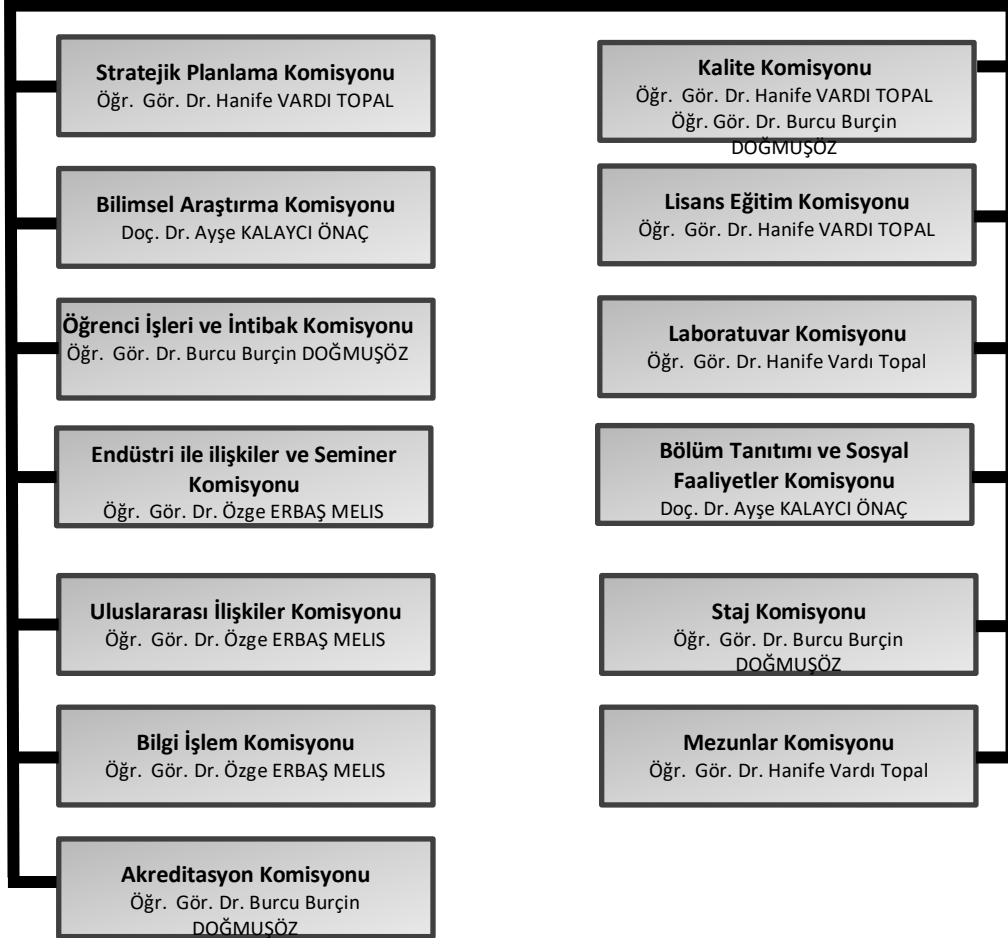 Stratejik Planlama Komisyonu
Öğr. Gör. Dr. Hanife VARDI TOPAL
Bilimsel Araştırma Komisyonu
Doç. Dr. Ayşe KALAYCI ÖNAÇ
Öğrenci İşleri ve İntibak Komisyonu
Öğr. Gör. Dr. Burcu Burçin DOĞMUŞÖZ
Endüstri ile ilişkiler ve Seminer
Komisyonu
Öğr. Gör. Dr. Özge ERBAŞ MELIS
Uluslararası İlişkiler Komisyonu
Öğr. Gör. Dr. Özge ERBAŞ MELIS
Bilgi İşlem Komisyonu
Öğr. Gör. Dr. Özge ERBAŞ MELIS
Akreditasyon Komisyonu
Öğr. Gör. Dr. Burcu Burçin
DOĞMUŞÖZ
Kalite Komisyonu
Öğr. Gör. Dr. Hanife VARDI TOPAL
Öğr. Gör. Dr. Burcu Burçin
DOĞMUŞÖZ
Lisans Eğitim Komisyonu
Öğr. Gör. Dr. Hanife VARDI TOPAL
Laboratuvar Komisyonu
Öğr. Gör. Dr. Hanife Vardı Topal
Bölüm Tanıtımı ve Sosyal
Faaliyetler Komisyonu
Doç. Dr. Ayşe KALAYCI ÖNAÇ
Staj Komisyonu
Öğr. Gör. Dr. Burcu Burçin
DOĞMUŞÖZ
Mezunlar Komisyonu
Öğr. Gör. Dr. Hanife Vardı Topal